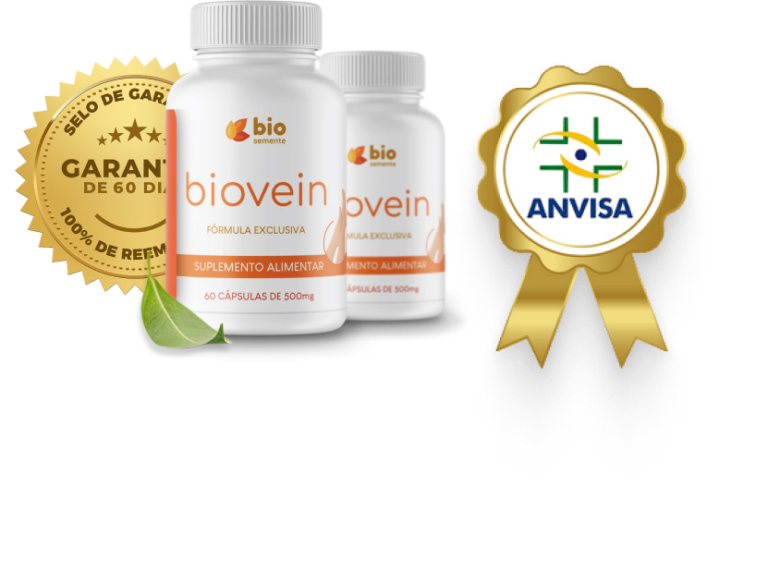 SELO DE GARA
GARANT
DE 60 DIA
100% DE REEM
bio
semente
biovein
FÓRMULA EXCLUSIVA
SUPLEMENTO ALIMENTAR
60 CÁPSULAS DE 500mg
bio
semente
ovein
MULA EXCLUSIVA
MENTO ALIMENTAR
ÁPSULAS DE 500mg
ANVISA